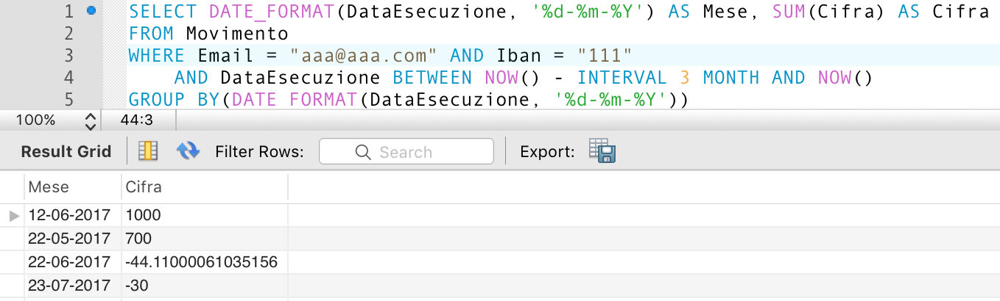 1 SELECT DATE_FORMAT(DataEsecuzione, '%d-%m-%Y') AS Mese, SUM(Cifra) AS Cifra
2 FROM Movimento
3 WHERE Email = "aaa@aaa.com" AND Iban = "111"
4 AND DataEsecuzione BETWEEN NOW() - INTERVAL 3 MONTH AND NOW()
5 GROUP BY(DATE_FORMAT(DataEsecuzione, '%d-%m-%Y'))
100% 44:3
Result Grid Filter Rows: Search Export:
Mese Cifra
12-06-2017 1000
22-05-2017 700
22-06-2017 -44.11000061035156
23-07-2017 -30